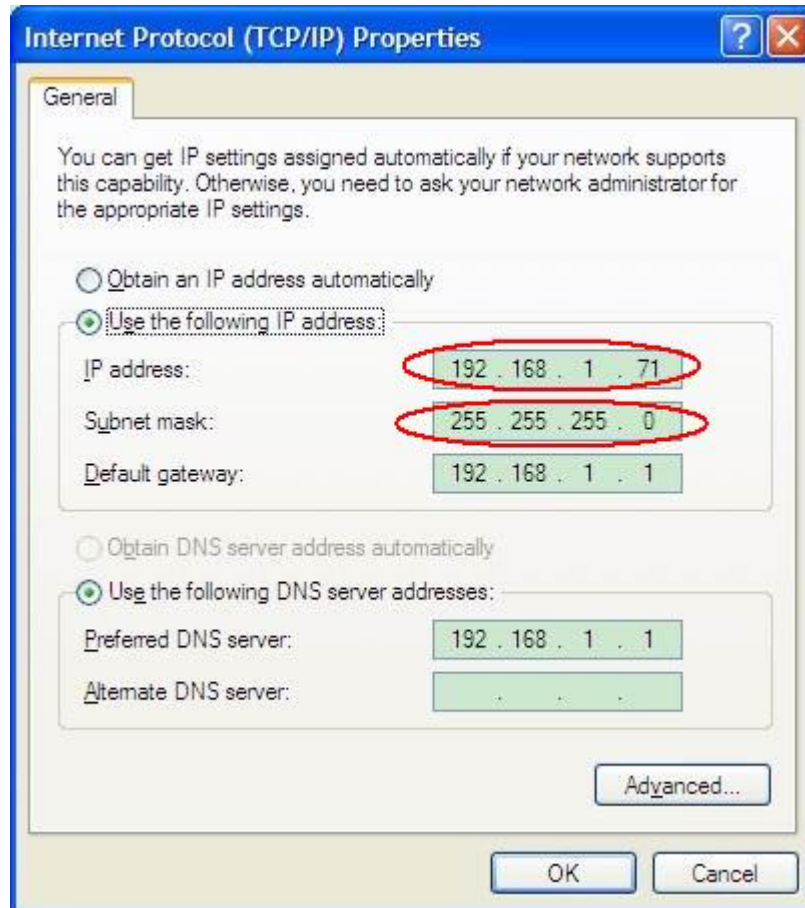 Internet Protocol (TCP/IP) Properties
General
You can get IP settings assigned automatically if your network supports
this capability. Otherwise, you need to ask your network administrator for
the appropriate IP settings.
Obtain an IP address automatically
Use the following IP address:
IP address: 192 . 168 . 1 . 71
Subnet mask: 255 . 255 . 255 . 0
Default gateway: 192 . 168 . 1 . 1
Obtain DNS server address automatically
Use the following DNS server addresses:
Preferred DNS server: 192 . 168 . 1 . 1
Alternate DNS server: . . .
Advanced...
OK Cancel